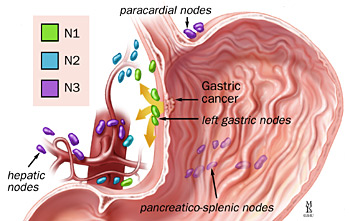 paracardial nodes
N1
N2
N3
Gastric
cancer
left gastric nodes
hepatic
nodes
pancreatico-splenic nodes